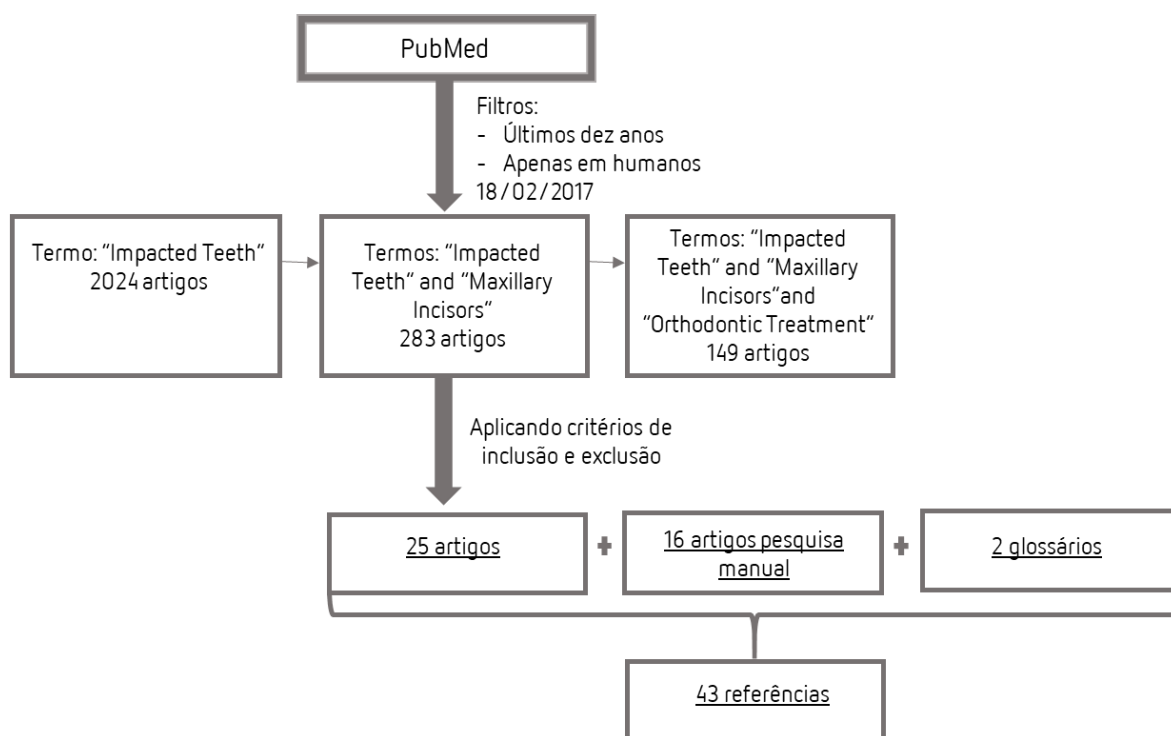 PubMed
Filtros:
- Últimos dez anos
- Apenas em humanos
18/02/2017
Termo: "Impacted Teeth"
2024 artigos
Termos: "Impacted
Teeth" and "Maxillary
Incisors"
283 artigos
Termos: "Impacted
Teeth" and "Maxillary
Incisors"and
"Orthodontic Treatment"
149 artigos
Aplicando critérios de
inclusão e exclusão
25 artigos
+
16 artigos pesquisa
manual
+
2 glossários
43 referências